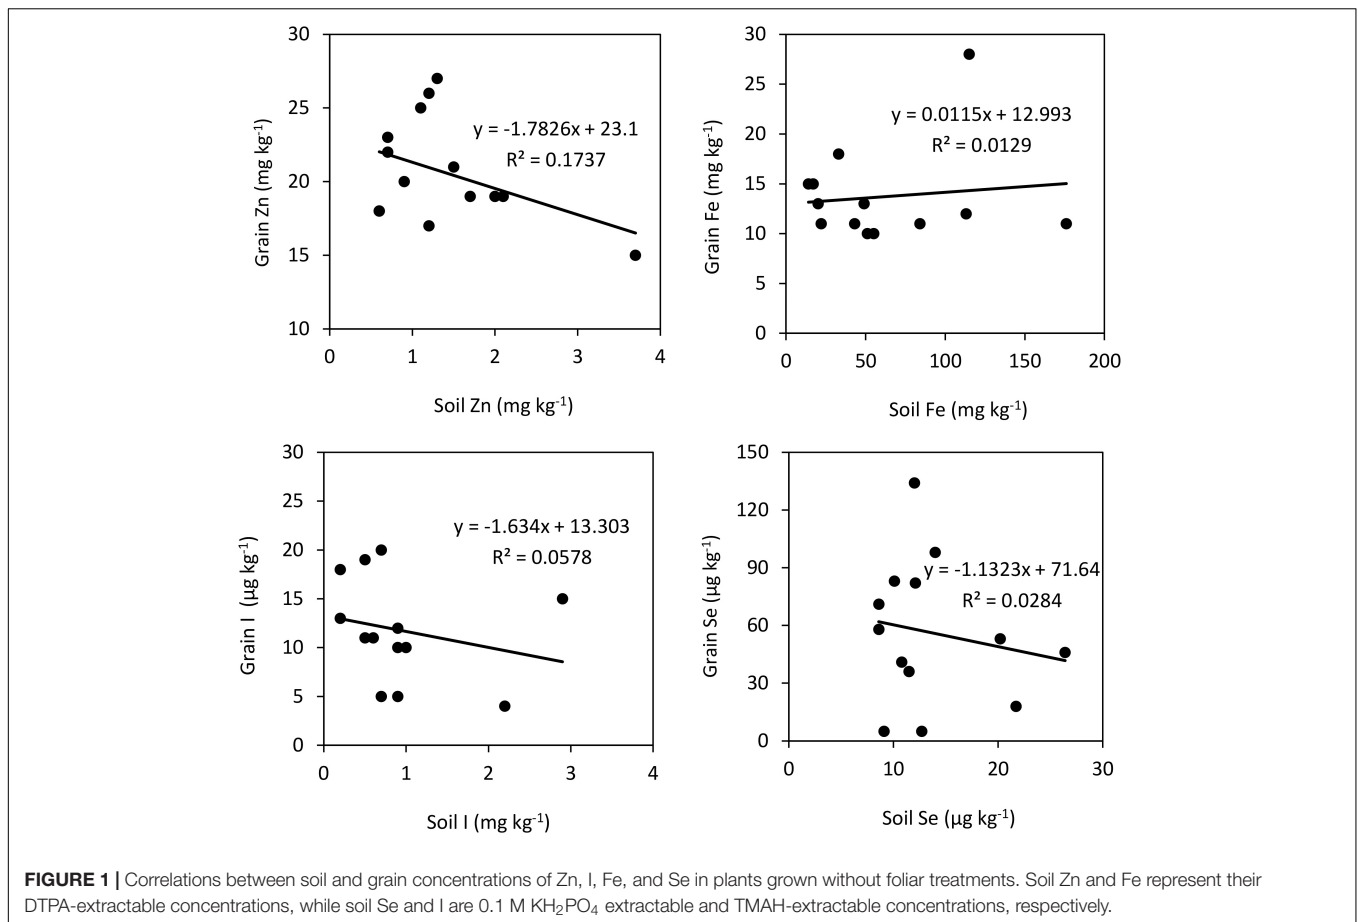 30
25
20
15
10
0 1 2 3 4
Grain Zn (mg kg⁻¹)
Soil Zn (mg kg⁻¹)
y = -1.7826x + 23.1
R² = 0.1737
30
25
20
15
10
5
0
0 50 100 150 200
Grain Fe (mg kg⁻¹)
Soil Fe (mg kg⁻¹)
y = 0.0115x + 12.993
R² = 0.0129
30
25
20
15
10
5
0
0 1 2 3 4
Grain I (µg kg⁻¹)
Soil I (mg kg⁻¹)
y = -1.634x + 13.303
R² = 0.0578
150
120
90
60
30
0
0 10 20 30
Grain Se (µg kg⁻¹)
Soil Se (µg kg⁻¹)
y = -1.1323x + 71.64
R² = 0.0284
FIGURE 1 | Correlations between soil and grain concentrations of Zn, I, Fe, and Se in plants grown without foliar treatments. Soil Zn and Fe represent their
DTPA-extractable concentrations, while soil Se and I are 0.1 M KH₂PO₄ extractable and TMAH-extractable concentrations, respectively.